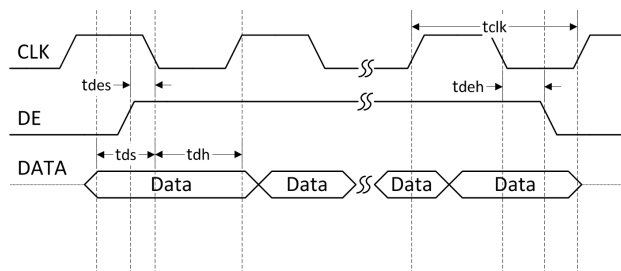 tclk
CLK
tdes
tdeh
DE
tds tdh
DATA
Data Data Data Data